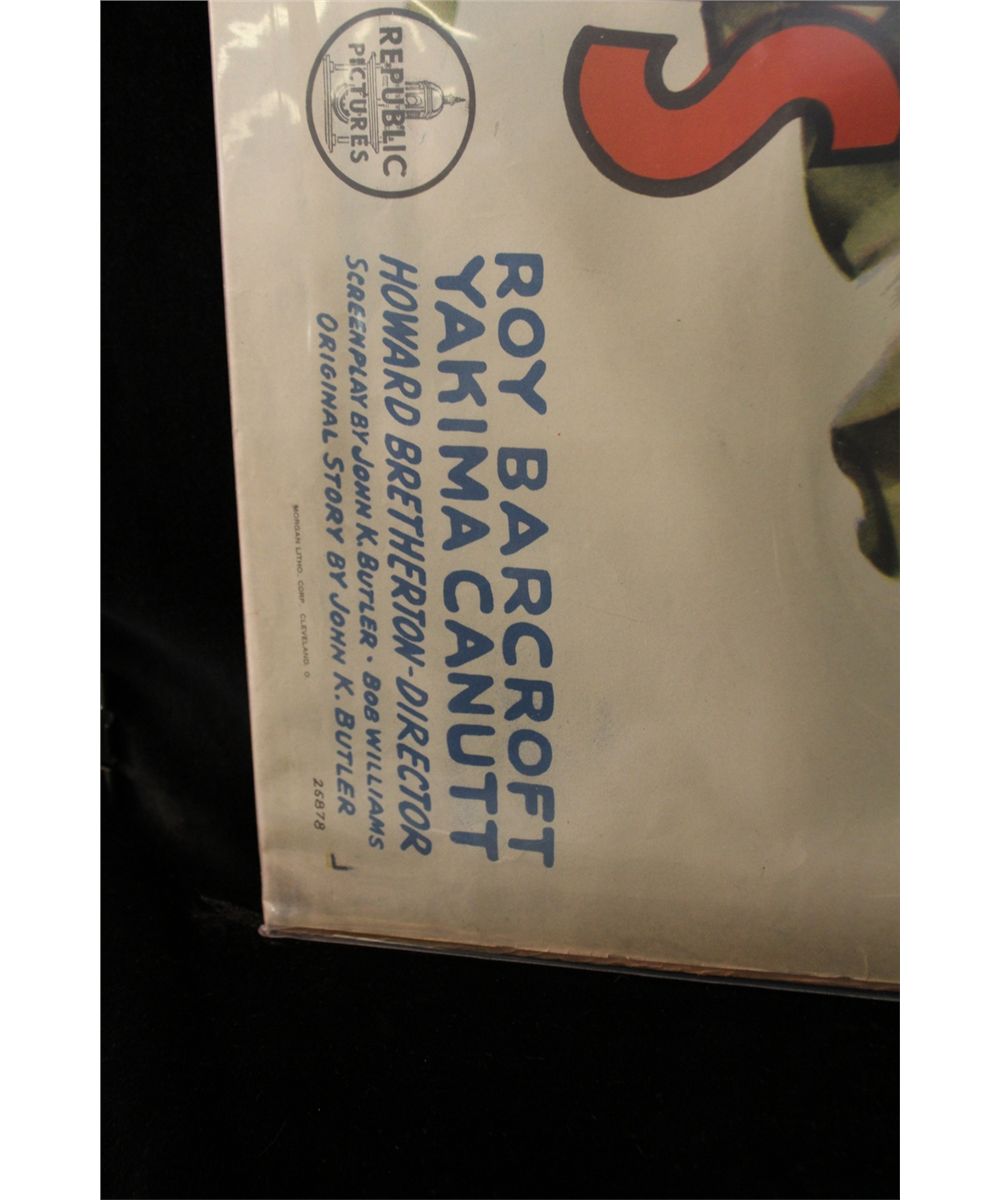 S
REPUBLIC
PICTURES
ROY BARCROFT
YAKIMA CANUTT
HOWARD BRETHERTON-DIRECTOR
SCREENPLAY BY JOHN K. BUTLER · BOB WILLIAMS
ORIGINAL STORY BY JOHN K. BUTLER
MORGAN LITHO. CORP. CLEVELAND, O.
25878